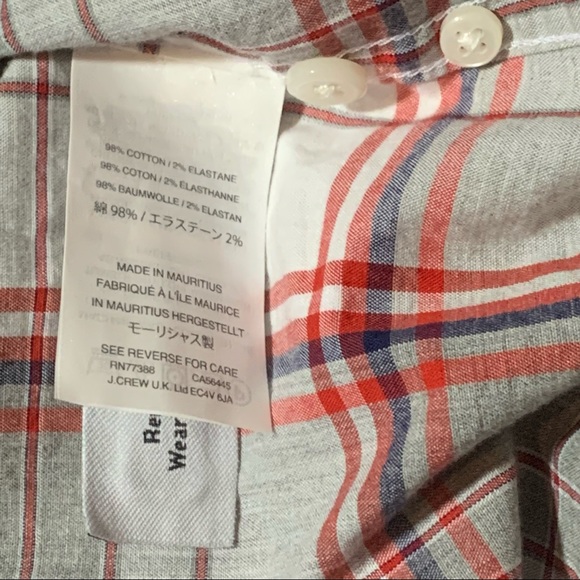 98% COTTON / 2% ELASTANE
98% COTON / 2% ELASTHANNE
98% BAUMWOLLE / 2% ELASTAN
綿 98% / エラステーン 2%
MADE IN MAURITIUS
FABRIQUÉ À L'ÎLE MAURICE
IN MAURITIUS HERGESTELLT
モーリシャス製
SEE REVERSE FOR CARE
RN77388 CA56445
J.CREW U.K. Ltd EC4V 6JA
Wear